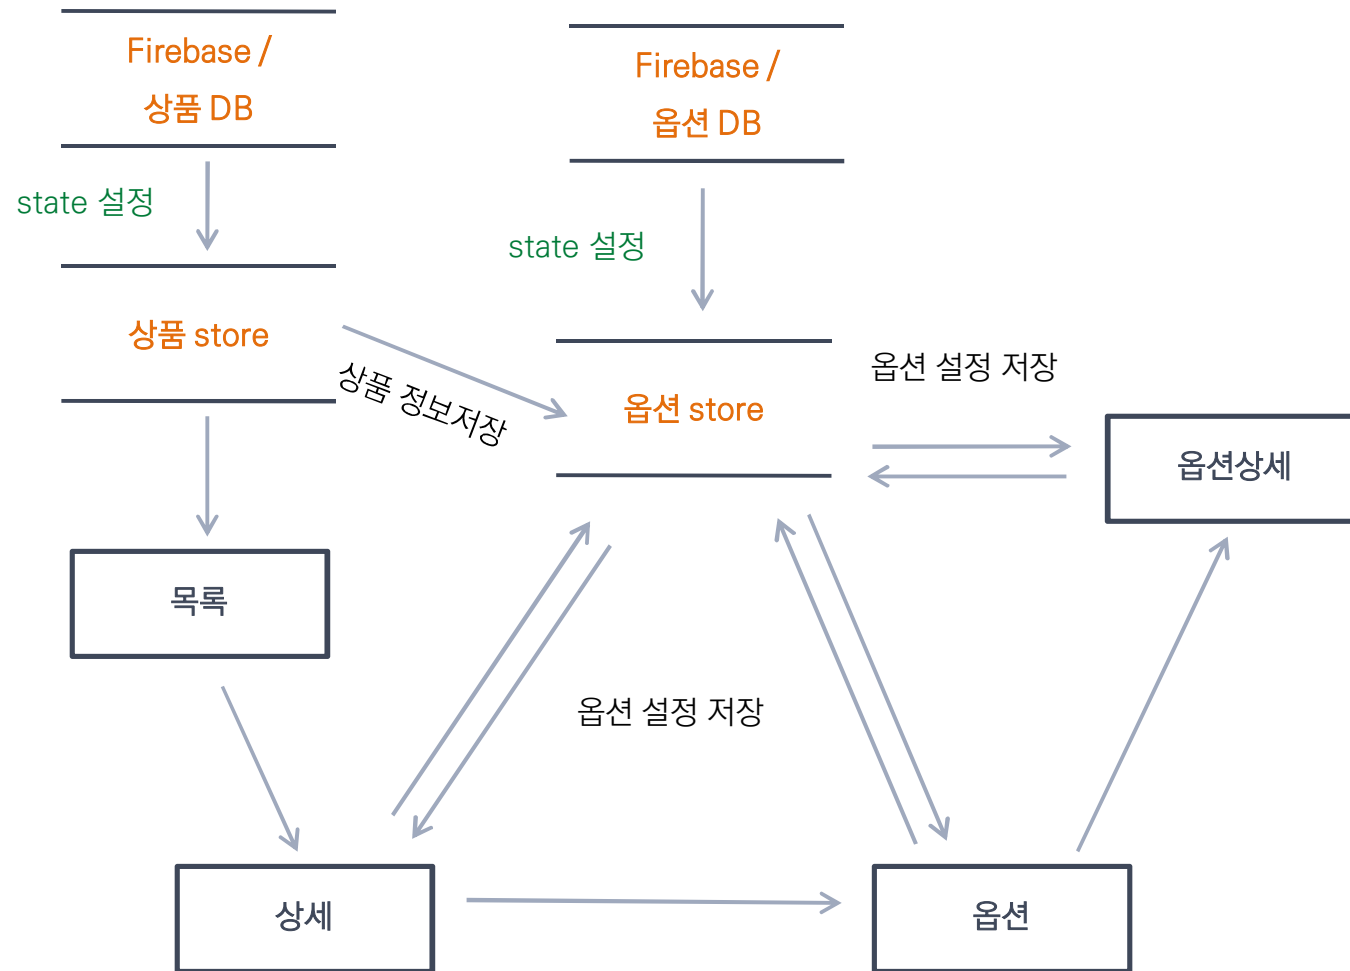 Firebase /
상품 DB
Firebase /
옵션 DB
state 설정
state 설정
상품 store
상품 정보저장
옵션 store
옵션 설정 저장
옵션상세
목록
옵션 설정 저장
상세
옵션